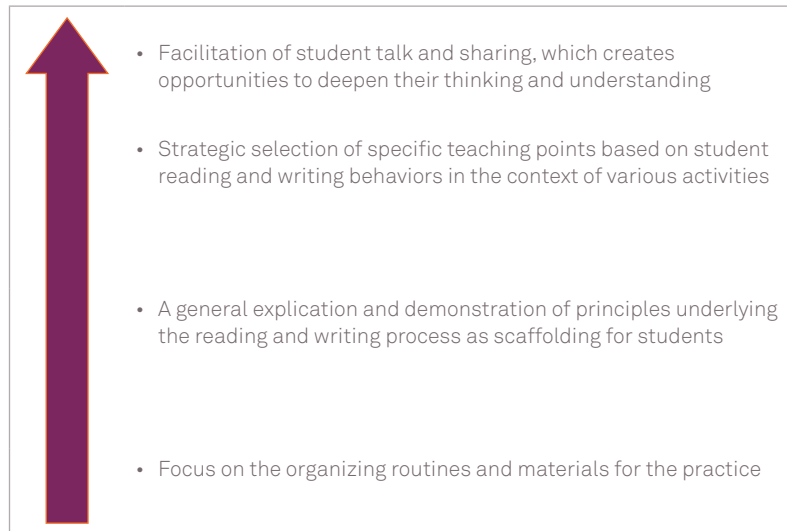 • Facilitation of student talk and sharing, which creates
opportunities to deepen their thinking and understanding
• Strategic selection of specific teaching points based on student
reading and writing behaviors in the context of various activities
• A general explication and demonstration of principles underlying
the reading and writing process as scaffolding for students
• Focus on the organizing routines and materials for the practice